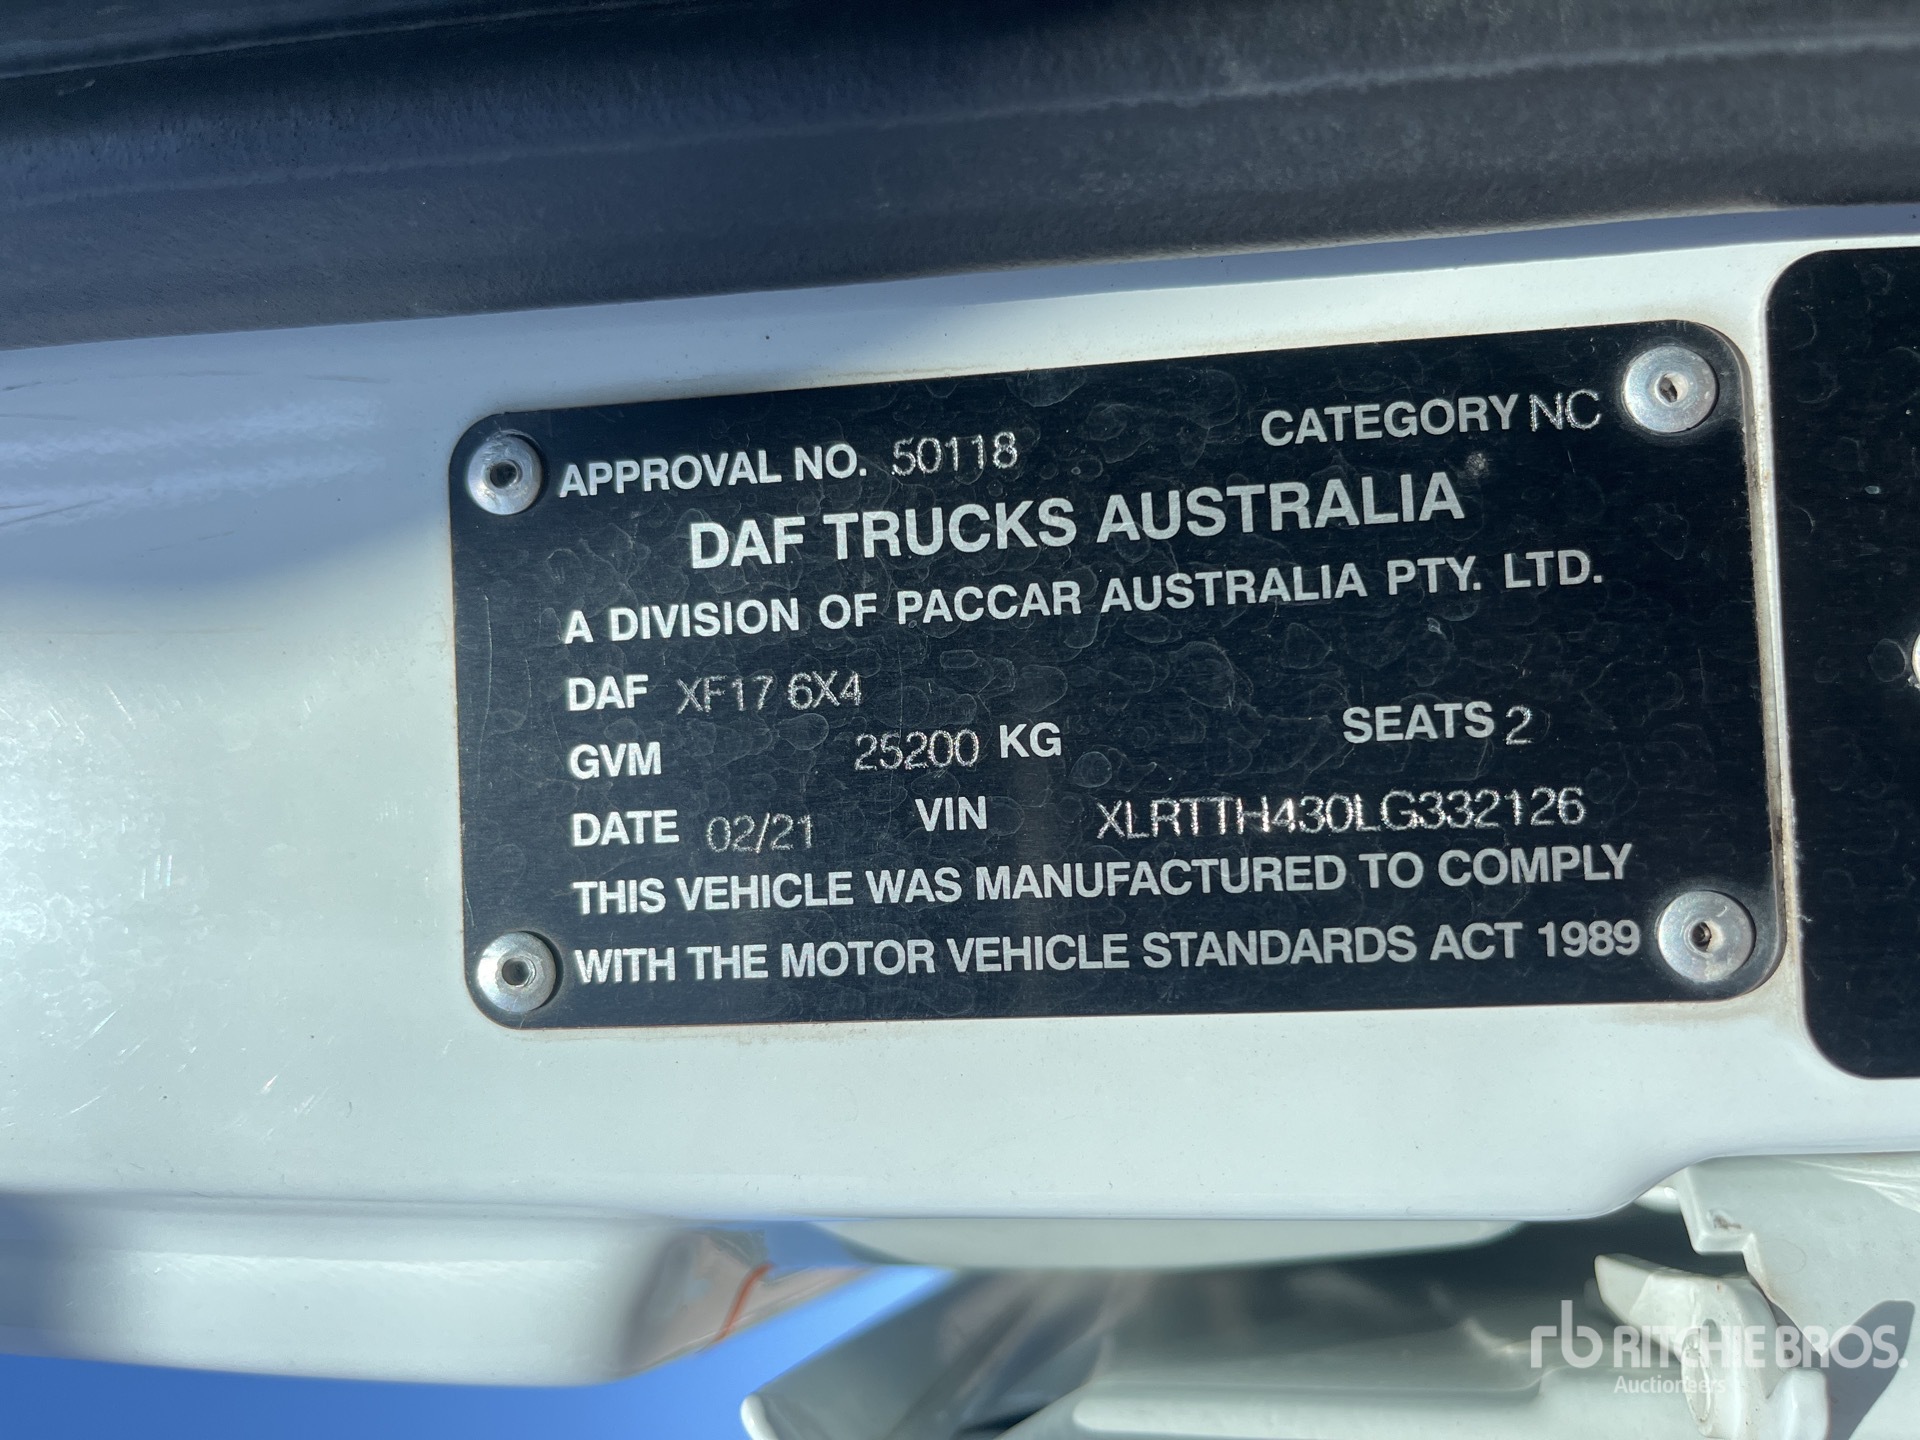 APPROVAL NO. 50118 CATEGORY NC
DAF TRUCKS AUSTRALIA
A DIVISION OF PACCAR AUSTRALIA PTY. LTD.
DAF XF17 6X4
GVM 25200 KG SEATS 2
DATE 02/21 VIN XLRTTH430LG332126
THIS VEHICLE WAS MANUFACTURED TO COMPLY
WITH THE MOTOR VEHICLE STANDARDS ACT 1989
rb RITCHIE BROS.
Auctioneers